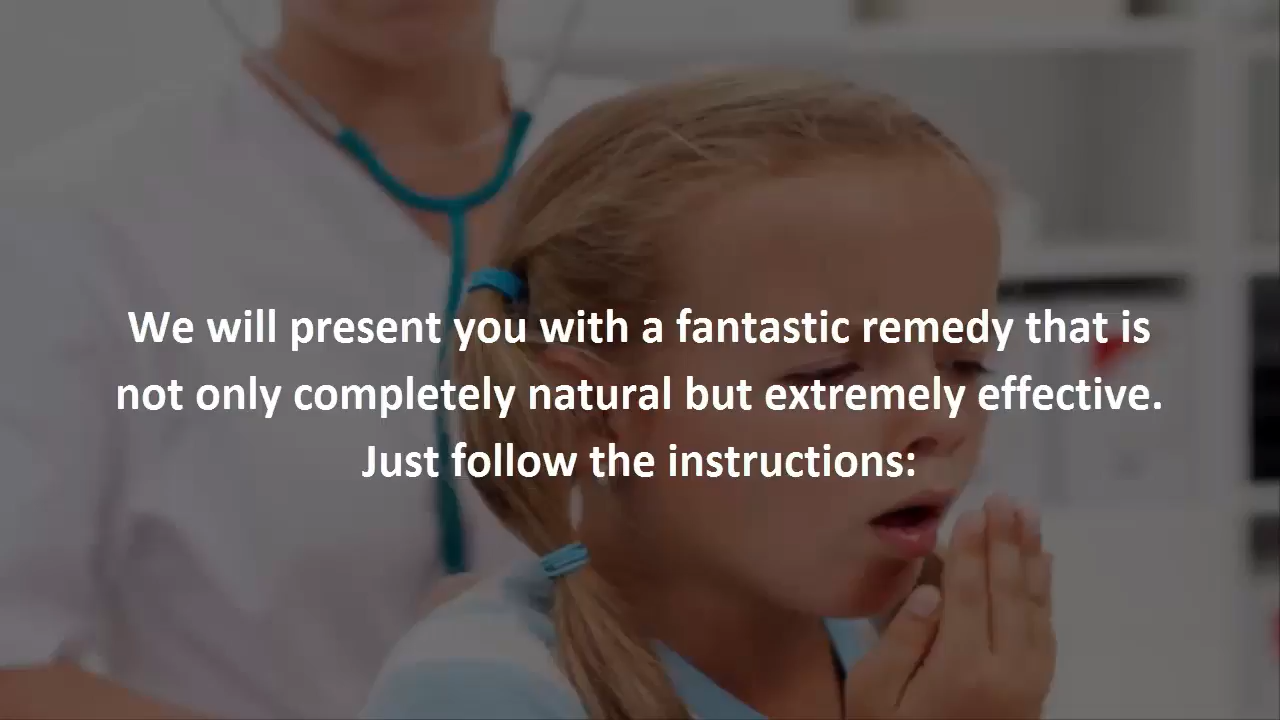 We will present you with a fantastic remedy that is
not only completely natural but extremely effective.
Just follow the instructions: